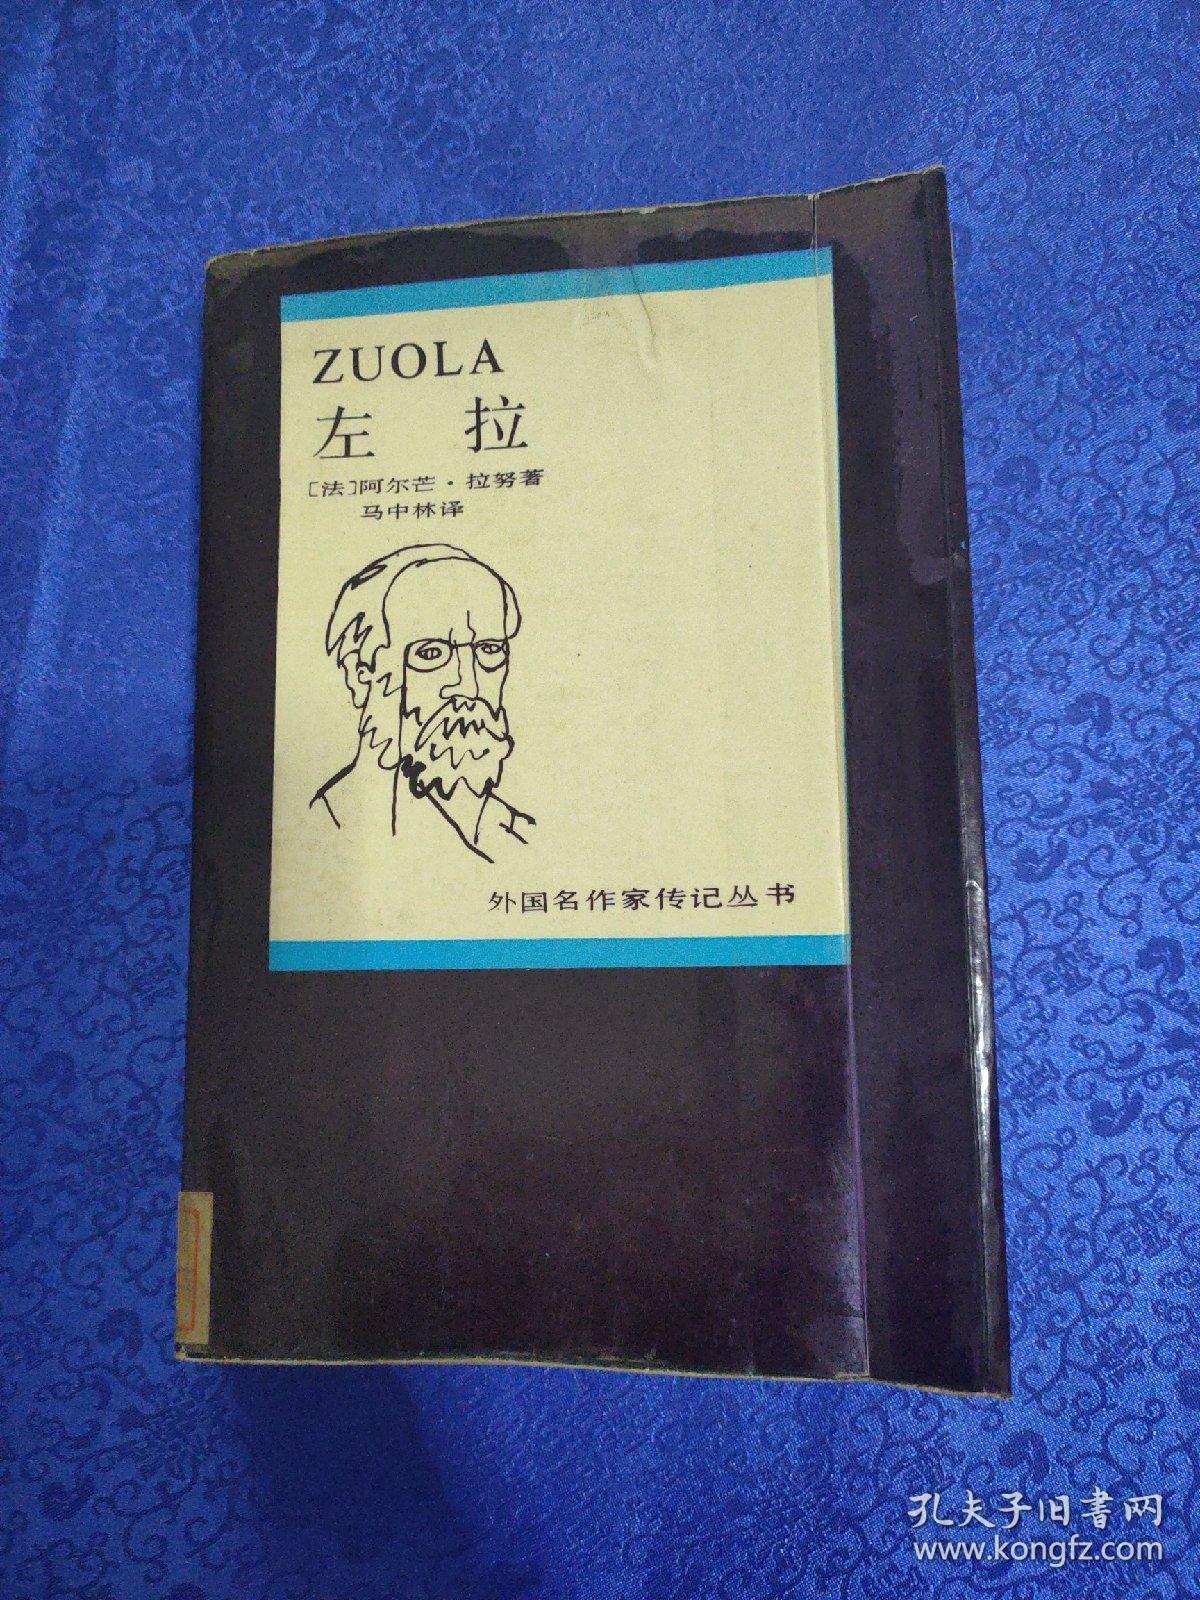 ZUOLA
左拉
[法]阿尔芒·拉努著
马中林译
外国名作家传记丛书
孔夫子旧書网
www.kongfz.com